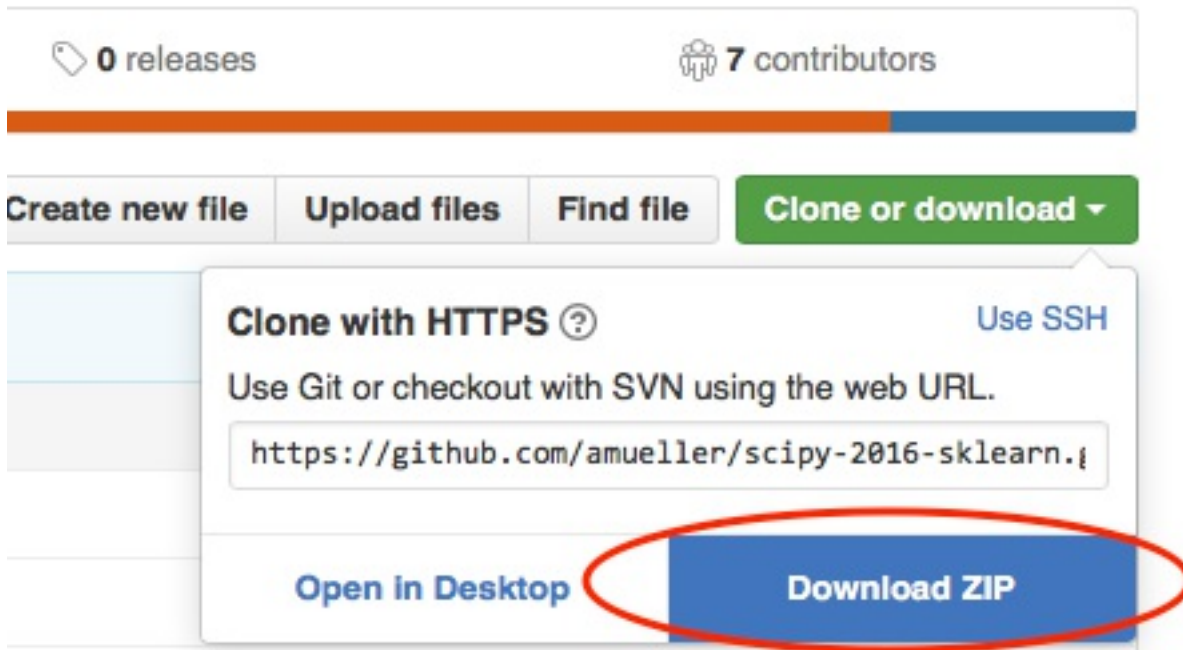 0 releases
7 contributors
Create new file
Upload files
Find file
Clone or download
Clone with HTTPS ?
Use SSH
Use Git or checkout with SVN using the web URL.
https://github.com/amueller/scipy-2016-sklearn.g
Open in Desktop
Download ZIP